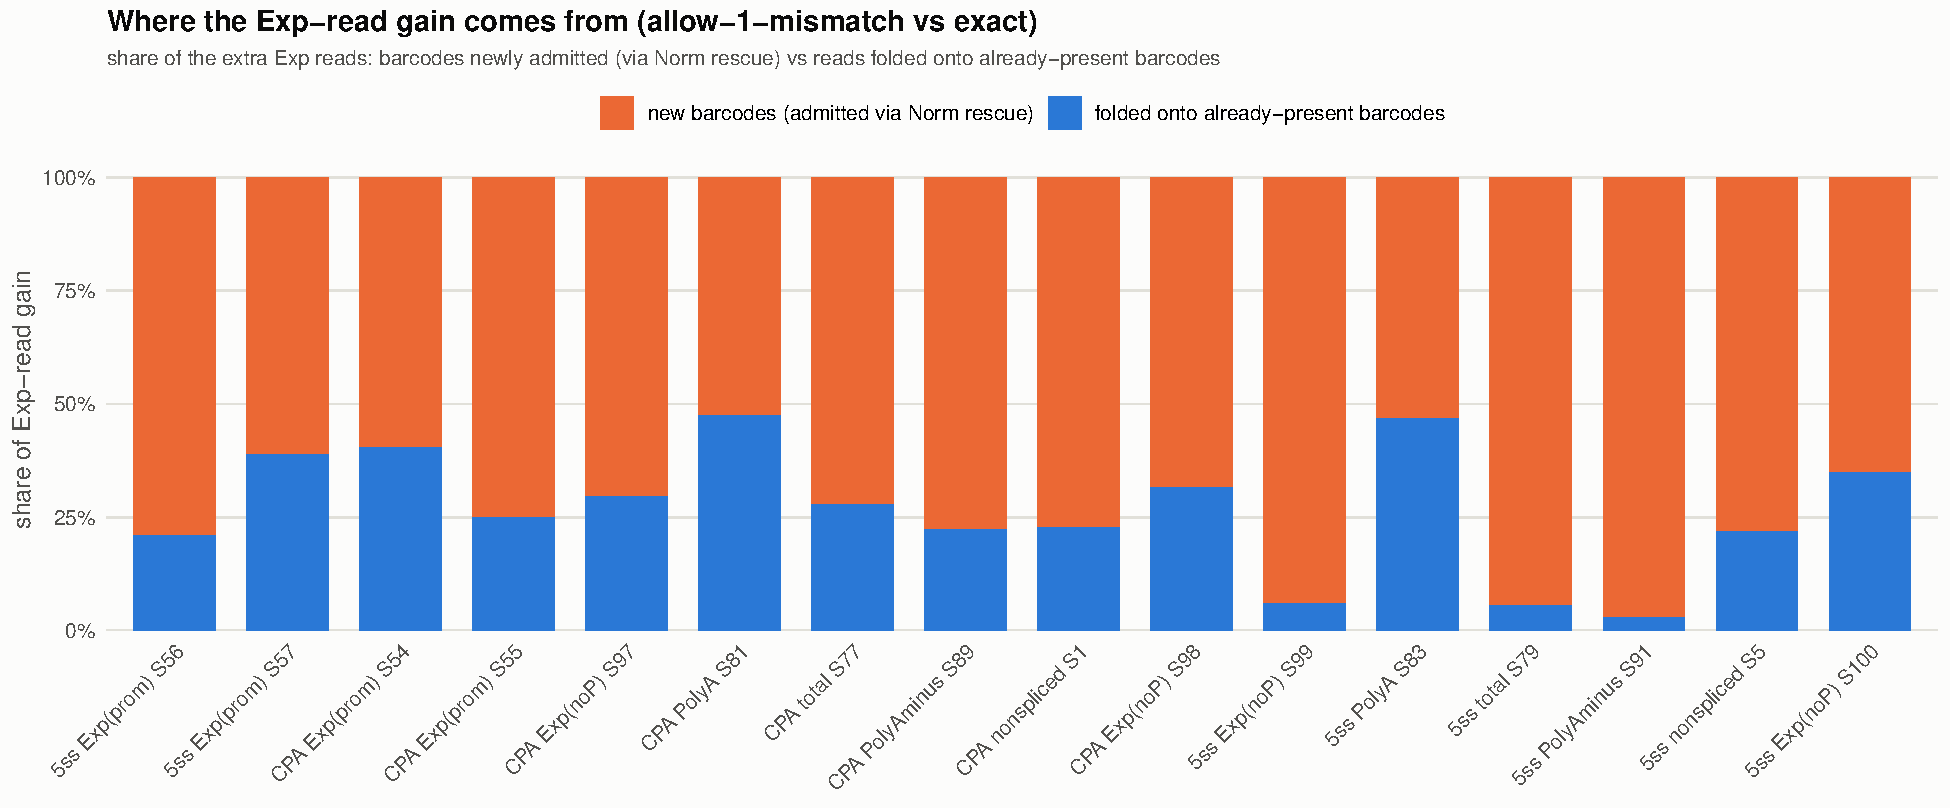 Where the Exp−read gain comes from (allow−1−mismatch vs exact)
share of the extra Exp reads: barcodes newly admitted (via Norm rescue) vs reads folded onto already−present barcodes
new barcodes (admitted via Norm rescue)
folded onto already−present barcodes
share of Exp−read gain
100%
75%
50%
25%
0%
5ss Exp(prom) S56
5ss Exp(prom) S57
CPA Exp(prom) S54
CPA Exp(prom) S55
CPA Exp(noP) S97
CPA PolyA S81
CPA total S77
CPA PolyAminus S89
CPA nonspliced S1
CPA Exp(noP) S98
5ss Exp(noP) S99
5ss PolyA S83
5ss total S79
5ss PolyAminus S91
5ss nonspliced S5
5ss Exp(noP) S100